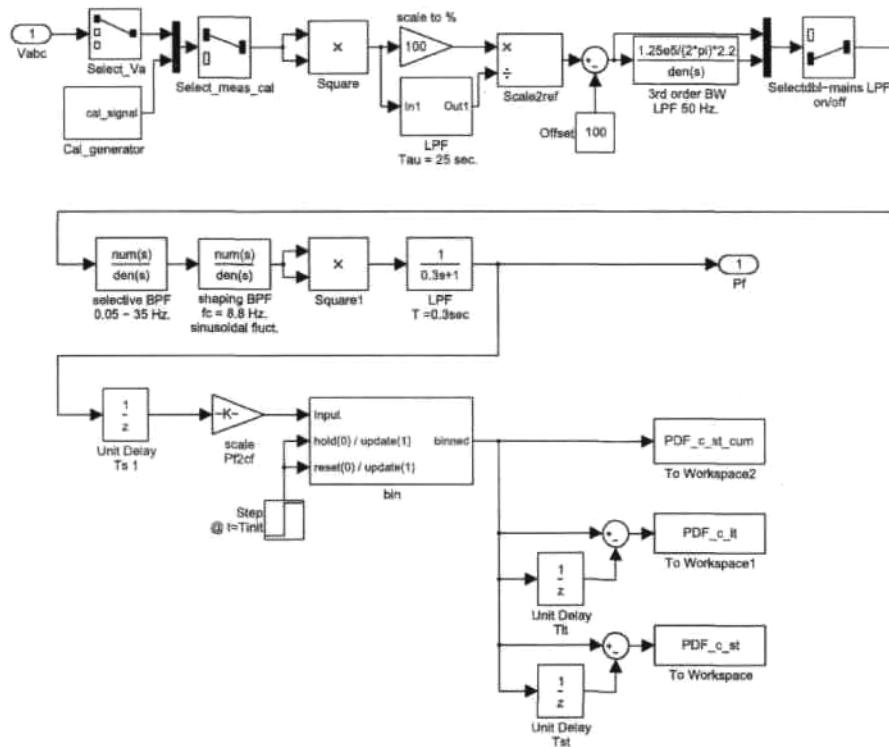 1
Vabc
Select_Va
cal_signal
Cal_generator
Select_meas_cal
×
Square
scale to %
100
In1 Out1
LPF
Tau = 25 sec.
×
÷
Scale2ref
+
-
Offset
100
1.25e5/(2*pi)*2.2
den(s)
3rd order BW
LPF 50 Hz.
Selectdbl-mains LPF
on/off
num(s)
den(s)
selective BPF
0.05 - 35 Hz.
num(s)
den(s)
shaping BPF
fc = 8.8 Hz.
sinusoidal fluct.
×
Square1
1
0.3s+1
LPF
T =0.3sec
1
Pf
1
z
Unit Delay
Ts 1
-K-
scale
Pf2cf
Input.
hold(0) / update(1)
reset(0) / update(1)
binned
bin
Step
@ t=Tinit
PDF_c_st_cum
To Workspace2
+
-
PDF_c_lt
To Workspace1
1
z
Unit Delay
Tlt
+
-
PDF_c_st
To Workspace
1
z
Unit Delay
Tst